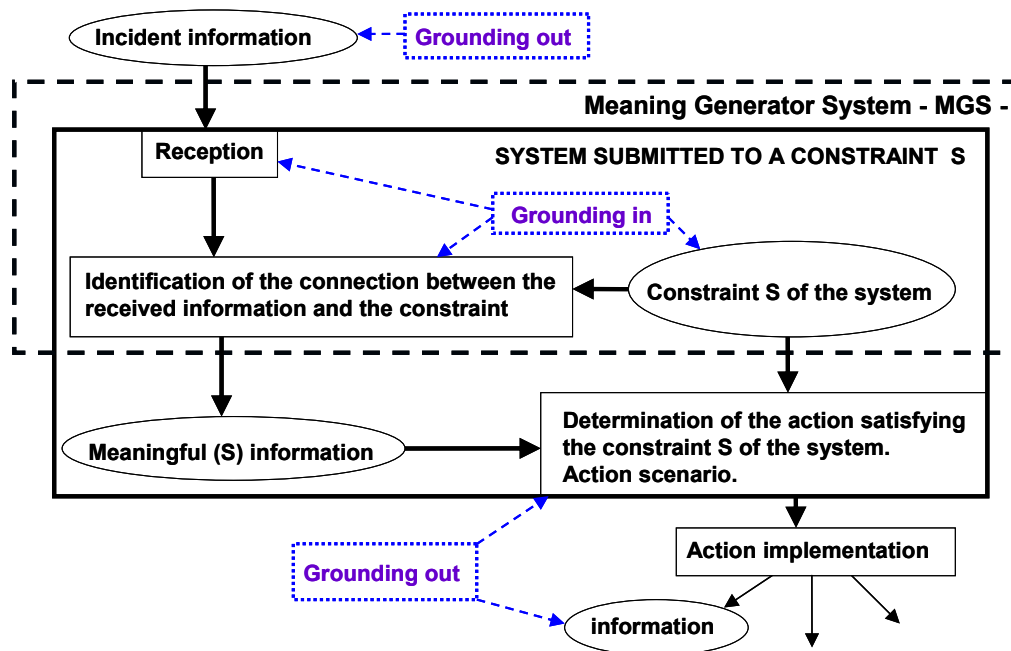 Incident information
Grounding out
Meaning Generator System - MGS -
Reception
SYSTEM SUBMITTED TO A CONSTRAINT S
Grounding in
Identification of the connection between the
received information and the constraint
Constraint S of the system
Meaningful (S) information
Determination of the action satisfying
the constraint S of the system.
Action scenario.
Grounding out
Action implementation
information